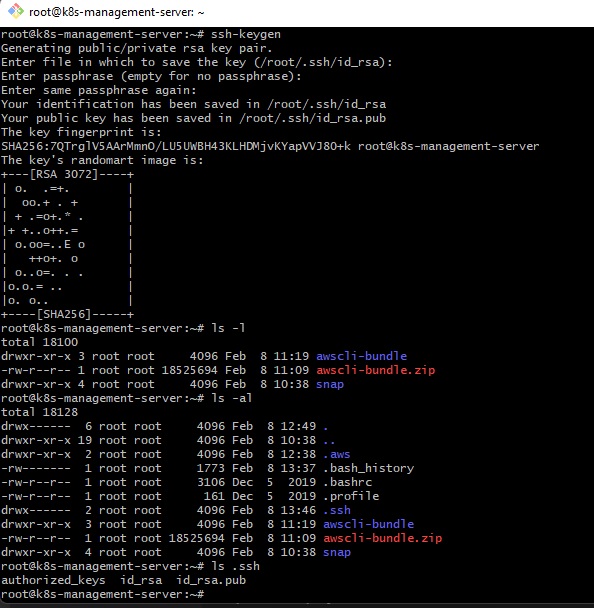 root@k8s-management-server: ~
root@k8s-management-server:~# ssh-keygen
Generating public/private rsa key pair.
Enter file in which to save the key (/root/.ssh/id_rsa):
Enter passphrase (empty for no passphrase):
Enter same passphrase again:
Your identification has been saved in /root/.ssh/id_rsa
Your public key has been saved in /root/.ssh/id_rsa.pub
The key fingerprint is:
SHA256:7QTrglV5AArMmnO/LU5UWBH43KLHDMjvKYapVVJ8O+k root@k8s-management-server
The key's randomart image is:
+---[RSA 3072]----+
| o.  .=+.        |
|  oo.+ . +       |
| + .=o+.* .      |
|+ +..o++.=       |
| o.oo=..E o      |
|   ++o+. o       |
| o..o=. . .      |
|o.o.= ..         |
|o. o..           |
+----[SHA256]-----+
root@k8s-management-server:~# ls -l
total 18100
drwxr-xr-x 3 root root     4096 Feb  8 11:19 awscli-bundle
-rw-r--r-- 1 root root 18525694 Feb  8 11:09 awscli-bundle.zip
drwxr-xr-x 4 root root     4096 Feb  8 10:38 snap
root@k8s-management-server:~# ls -al
total 18128
drwx------  6 root root     4096 Feb  8 12:49 .
drwxr-xr-x 19 root root     4096 Feb  8 10:38 ..
drwxr-xr-x  2 root root     4096 Feb  8 12:38 .aws
-rw-------  1 root root     1773 Feb  8 13:37 .bash_history
-rw-r--r--  1 root root     3106 Dec  5  2019 .bashrc
-rw-r--r--  1 root root      161 Dec  5  2019 .profile
drwx------  2 root root     4096 Feb  8 13:46 .ssh
drwxr-xr-x  3 root root     4096 Feb  8 11:19 awscli-bundle
-rw-r--r--  1 root root 18525694 Feb  8 11:09 awscli-bundle.zip
drwxr-xr-x  4 root root     4096 Feb  8 10:38 snap
root@k8s-management-server:~# ls .ssh
authorized_keys  id_rsa  id_rsa.pub
root@k8s-management-server:~#